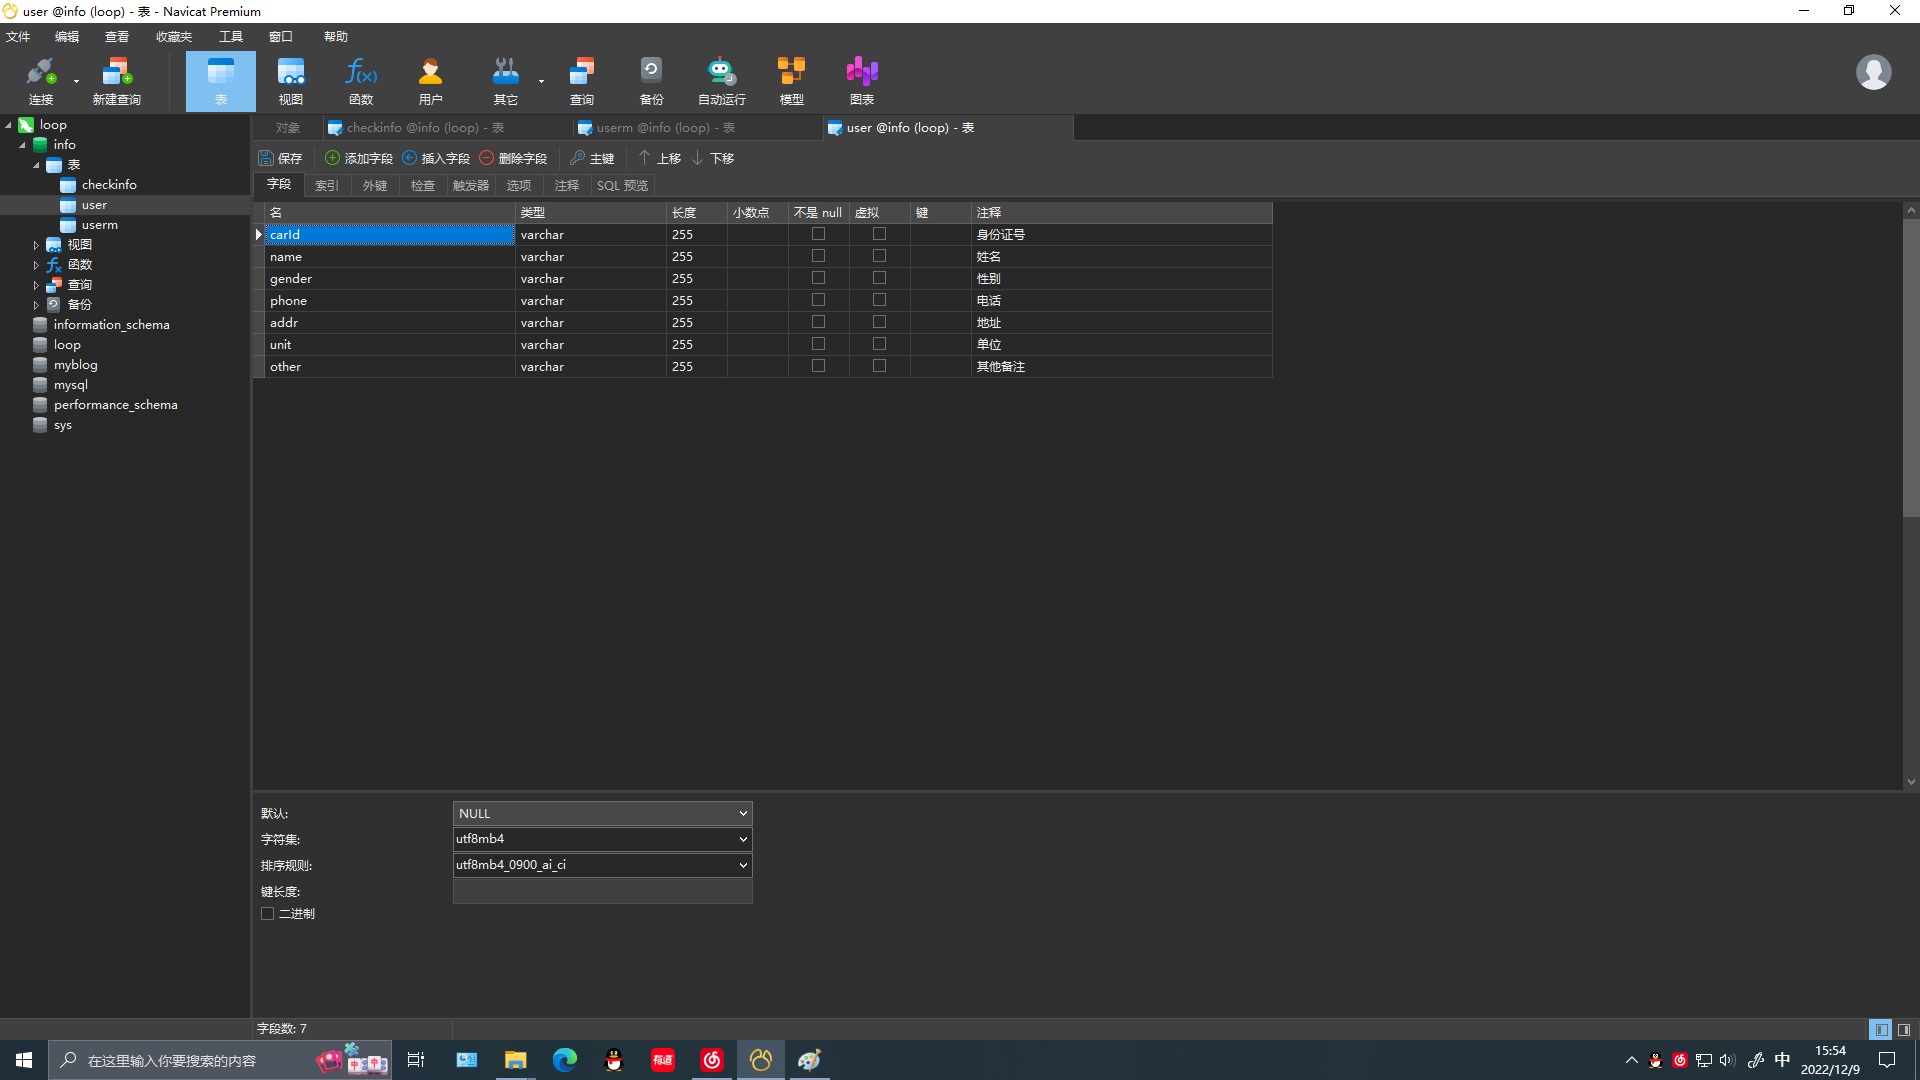 user @info (loop) - 表 - Navicat Premium
文件 编辑 查看 收藏夹 工具 窗口 帮助
连接 新建查询 表 视图 函数 用户 其它 查询 备份 自动运行 模型 图表
loop
info
表
checkinfo
user
userm
视图
函数
查询
备份
information_schema
loop
myblog
mysql
performance_schema
sys
对象 checkinfo @info (loop) - 表 userm @info (loop) - 表 user @info (loop) - 表
保存 添加字段 插入字段 删除字段 主键 上移 下移
字段 索引 外键 检查 触发器 选项 注释 SQL 预览
名 类型 长度 小数点 不是 null 虚拟 键 注释
carId varchar 255 身份证号
name varchar 255 姓名
gender varchar 255 性别
phone varchar 255 电话
addr varchar 255 地址
unit varchar 255 单位
other varchar 255 其他备注
默认: NULL
字符集: utf8mb4
排序规则: utf8mb4_0900_ai_ci
键长度:
二进制
字段数: 7
在这里输入你要搜索的内容
有道
中
15:54
2022/12/9